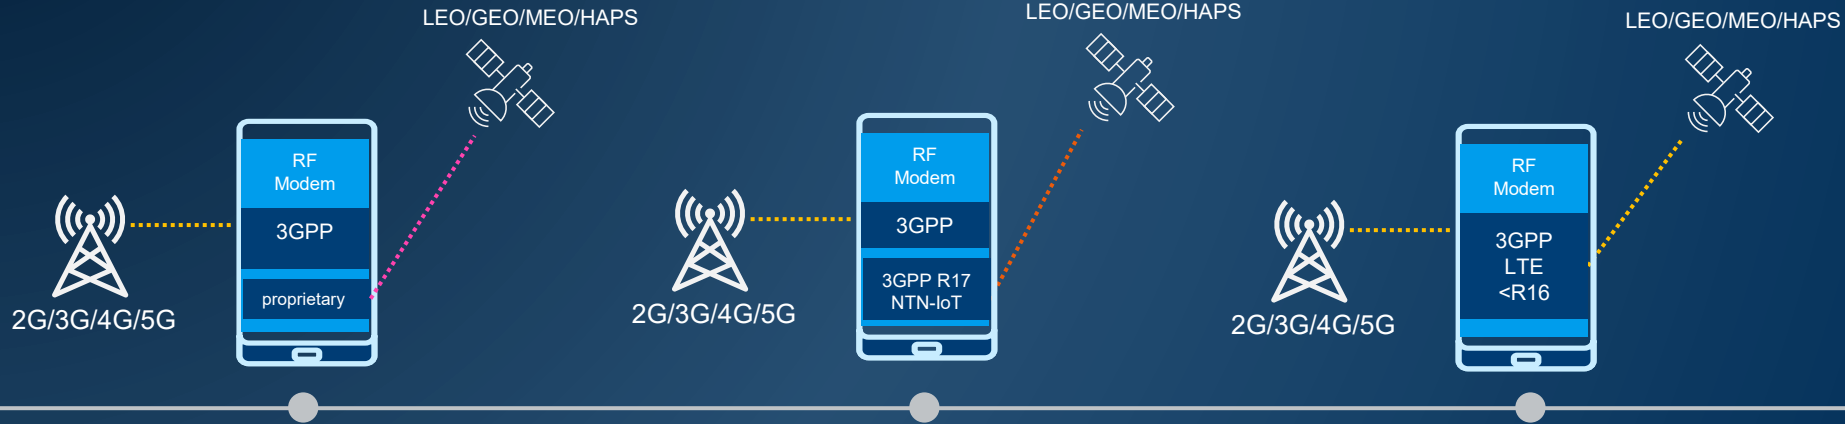 LEO/GEO/MEO/HAPS
RF
Modem
3GPP
proprietary
2G/3G/4G/5G
LEO/GEO/MEO/HAPS
RF
Modem
3GPP
3GPP R17
NTN-IoT
2G/3G/4G/5G
LEO/GEO/MEO/HAPS
RF
Modem
3GPP
LTE
<R16
2G/3G/4G/5G